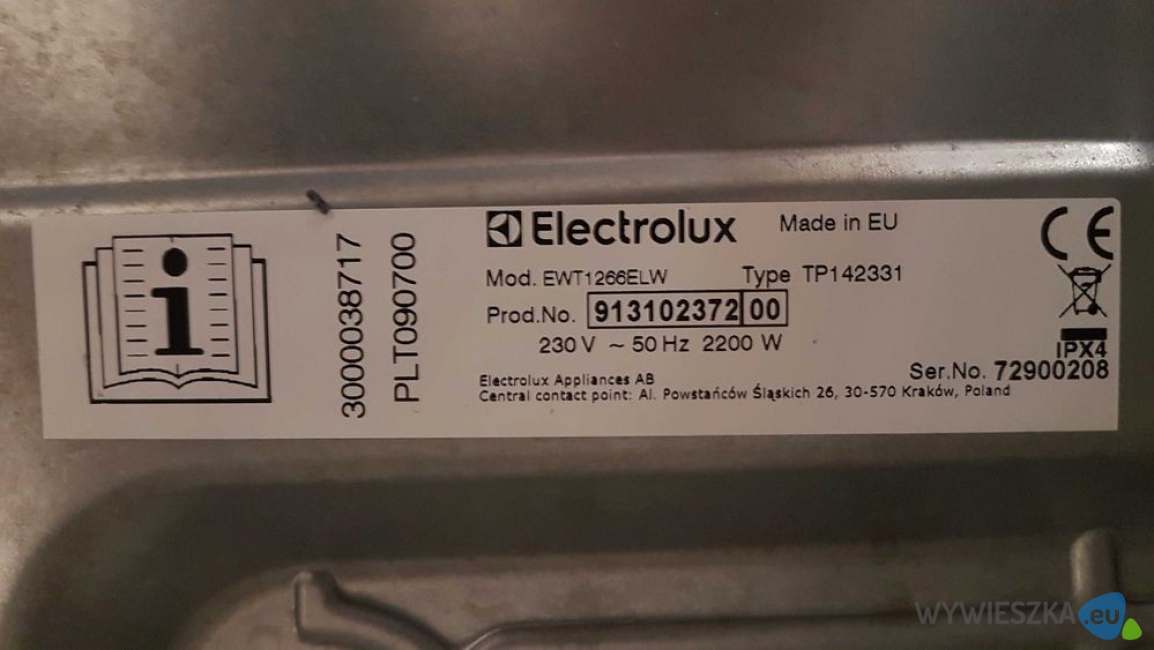 3000038717
PLT090700
Electrolux
Made in EU
Mod. EWT1266ELW
Type TP142331
Prod.No. 913102372 00
230 V ~ 50 Hz 2200 W
Electrolux Appliances AB
Central contact point: Al. Powstańców Śląskich 26, 30-570 Kraków, Poland
CE
IPX4
Ser.No. 72900208
WYWIESZKA.eu